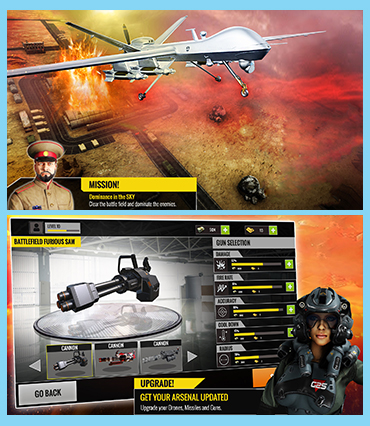 MISSION!
Dominance in the SKY
Clear the battle field and dominate the enemies.
LEVEL 10
BATTLEFIELD FURIOUS SAW
GUN SELECTION
DAMAGE
FIRE RATE
ACCURACY
COOL DOWN
RADIUS
CANNON
CANNON
CANNON
GO BACK
UPGRADE!
GET YOUR ARSENAL UPDATED
Upgrade your Drones, Missiles and Guns.